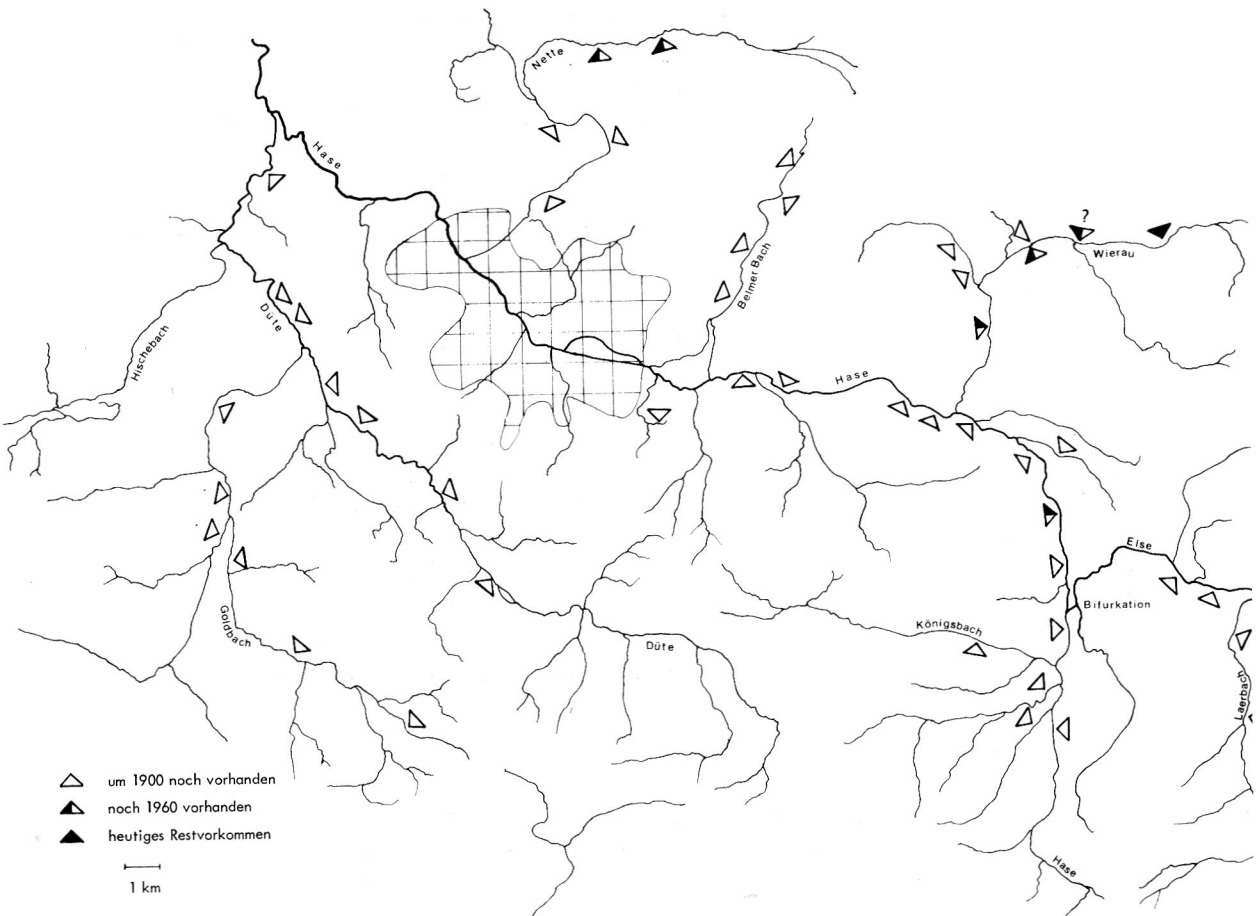 Nette
Hase
?
Wierau
Belmer Bach
Düte
Hischebach
Hase
Else
Bifurkation
Königsbach
Goldbach
Düte
Laerbach
um 1900 noch vorhanden
noch 1960 vorhanden
heutiges Restvorkommen
1 km
Hase